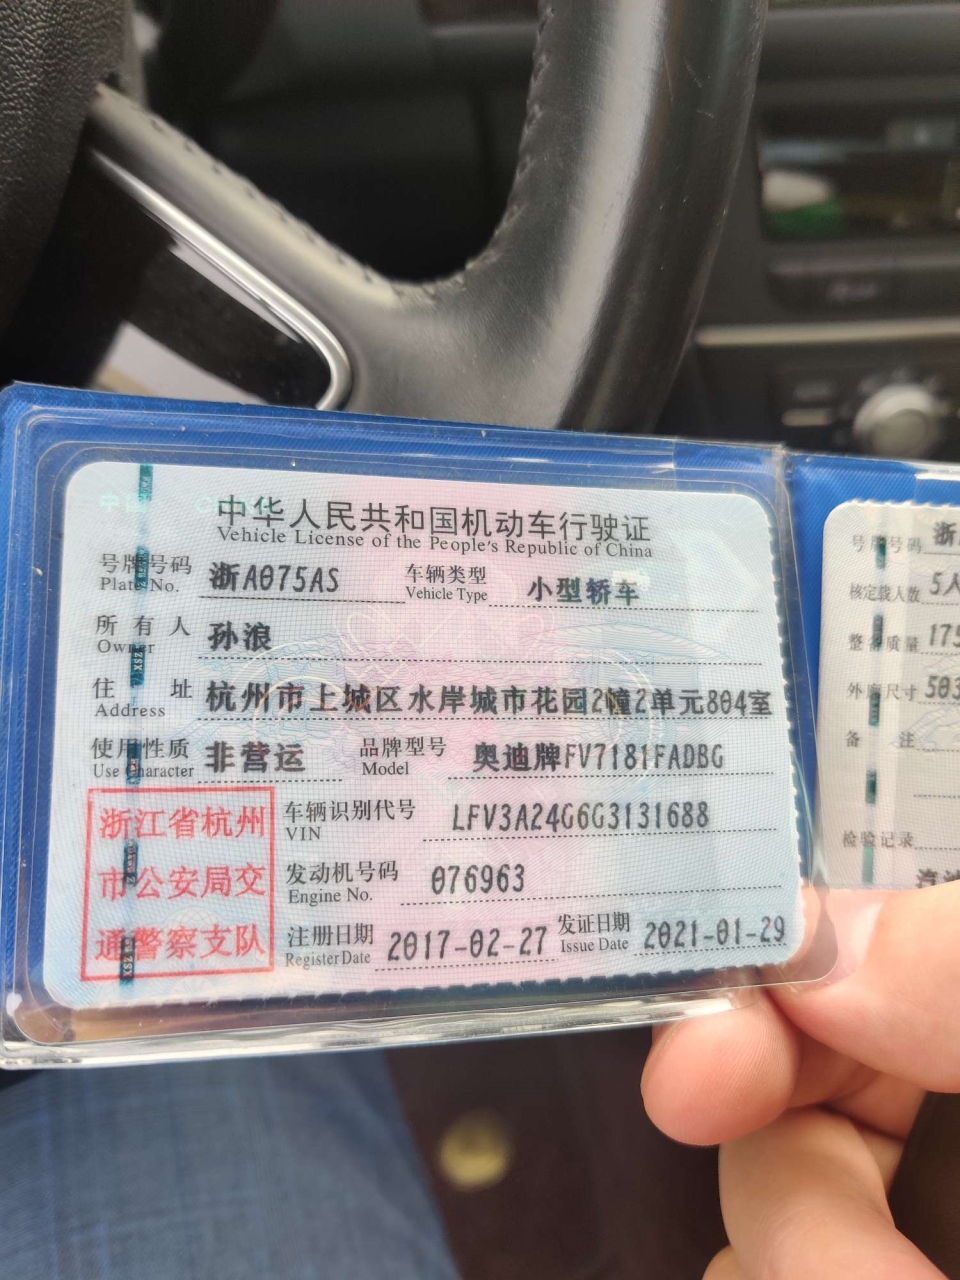 中华人民共和国机动车行驶证
Vehicle License of the People's Republic of China
号牌号码 浙A075AS 车辆类型 小型轿车
Plate No. Vehicle Type
所有人 孙浪
Owner
住址 杭州市上城区水岸城市花园2幢2单元804室
Address
使用性质 非营运 品牌型号 奥迪牌FV7181FADBG
Use Character Model
浙江省杭州
市公安局交
通警察支队
车辆识别代号 LFV3A24G6G3131688
VIN
发动机号码 076963
Engine No.
注册日期 2017-02-27 发证日期 2021-01-29
Register Date Issue Date
号牌号码 浙
核定载人数 5人
整备质量 175
外廓尺寸 503
备注
检验记录